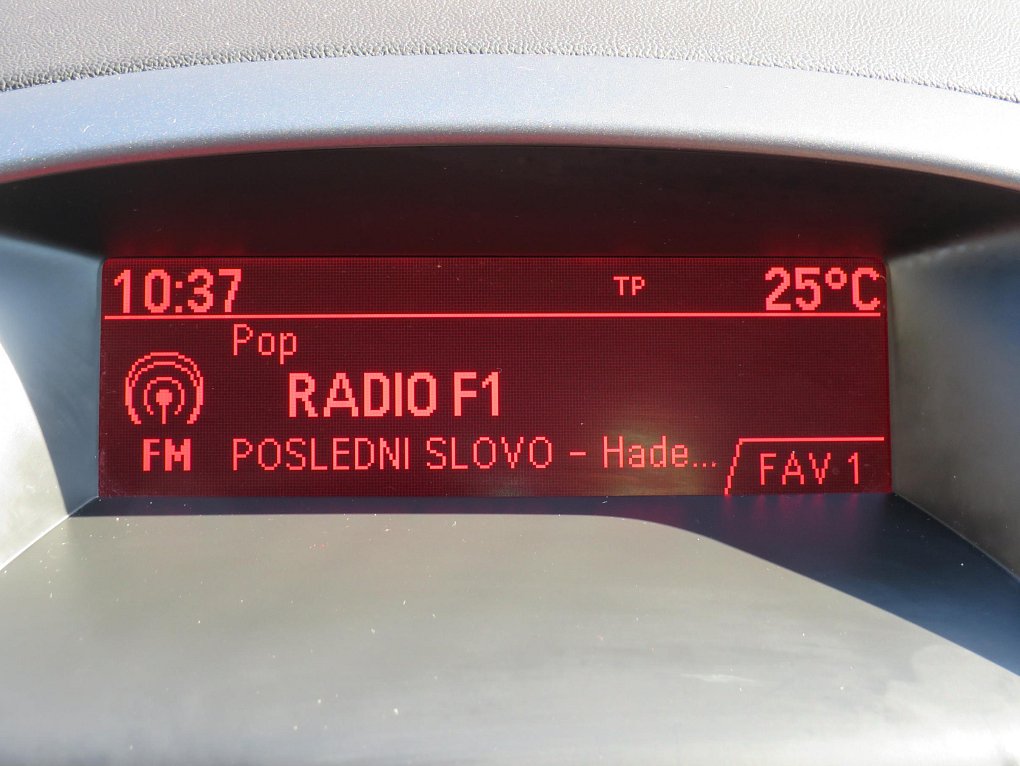 10:37 TP 25°C
Pop
RADIO F1
FM POSLEDNI SLOVO - Hade...
FAV 1